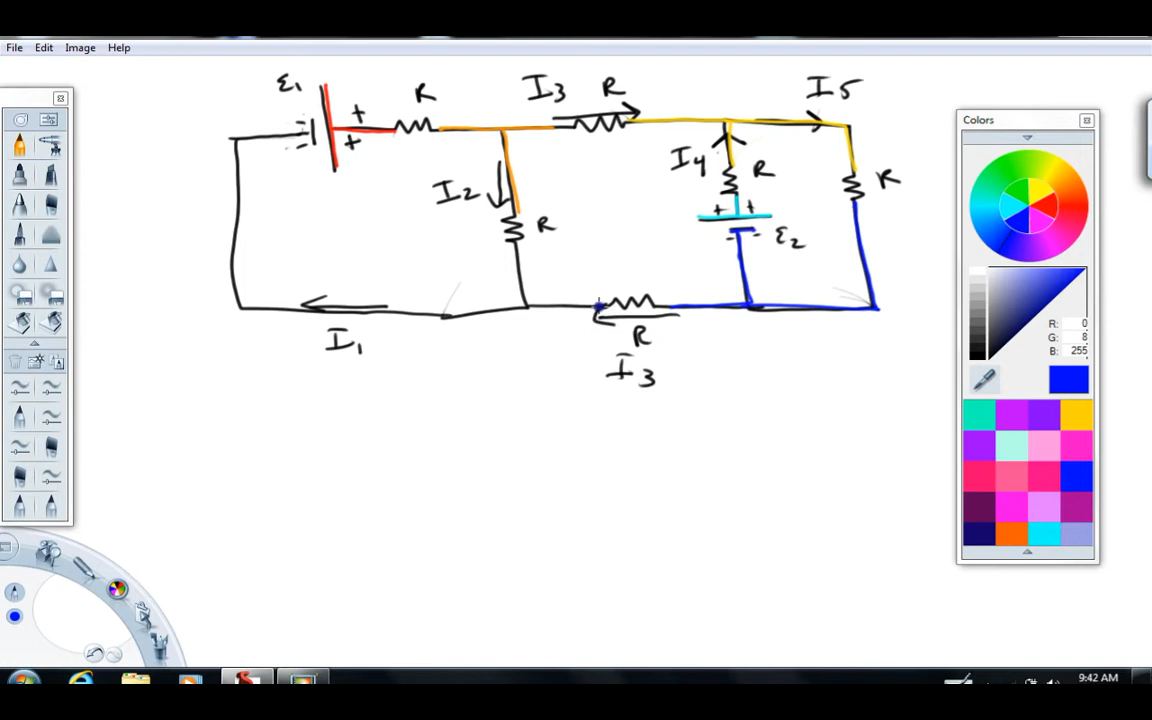 File Edit Image Help
ε1
+
+
R
I3
R
I5
I2
R
I4
R
+ +
- -
ε2
R
I1
R
I3
Colors
R: 0
G: 8
B: 255
9:42 AM